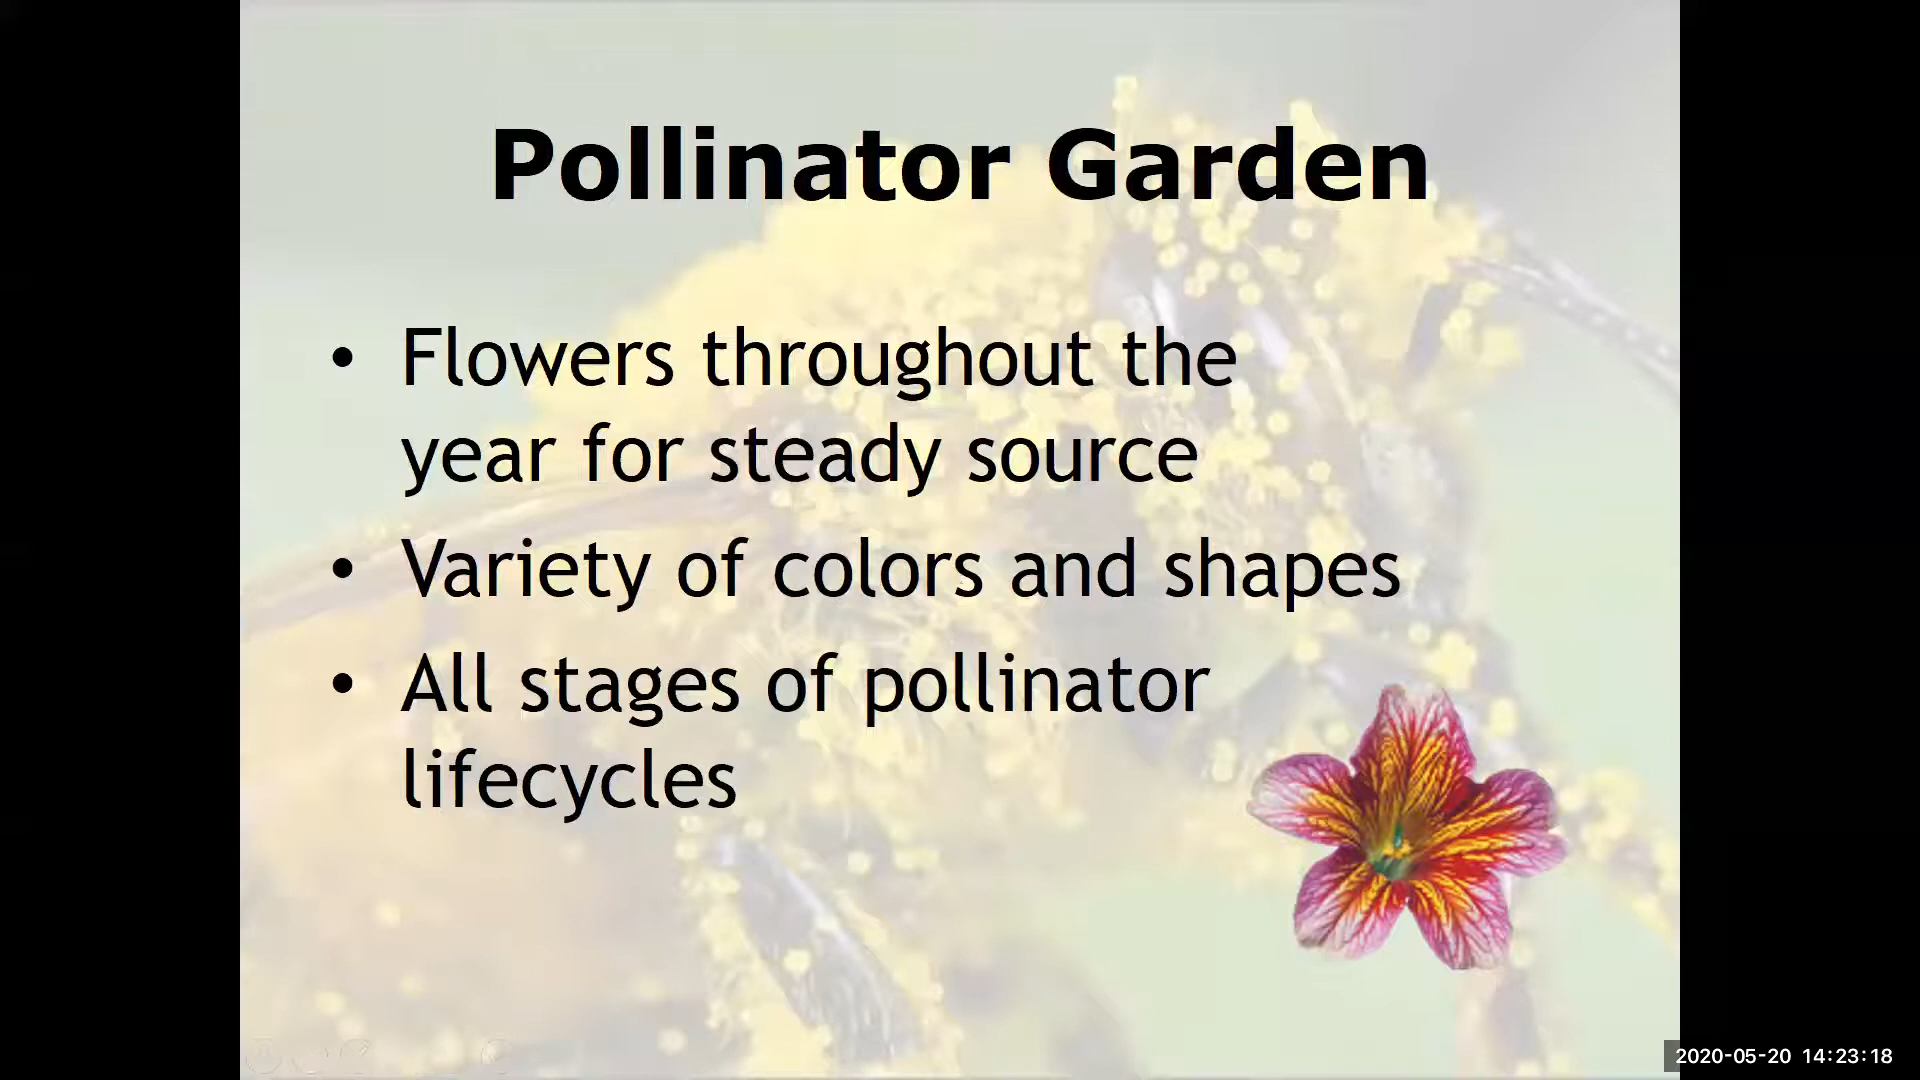 Pollinator Garden
• Flowers throughout the
year for steady source
• Variety of colors and shapes
• All stages of pollinator
lifecycles
2020-05-20 14:23:18